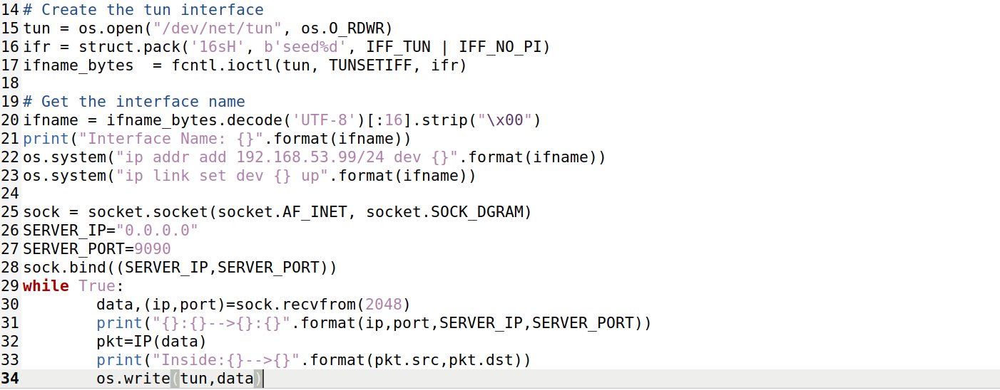 14 # Create the tun interface
15 tun = os.open("/dev/net/tun", os.O_RDWR)
16 ifr = struct.pack('16sH', b'seed%d', IFF_TUN | IFF_NO_PI)
17 ifname_bytes  = fcntl.ioctl(tun, TUNSETIFF, ifr)
18
19 # Get the interface name
20 ifname = ifname_bytes.decode('UTF-8')[:16].strip("\x00")
21 print("Interface Name: {}".format(ifname))
22 os.system("ip addr add 192.168.53.99/24 dev {}".format(ifname))
23 os.system("ip link set dev {} up".format(ifname))
24
25 sock = socket.socket(socket.AF_INET, socket.SOCK_DGRAM)
26 SERVER_IP="0.0.0.0"
27 SERVER_PORT=9090
28 sock.bind((SERVER_IP,SERVER_PORT))
29 while True:
30         data,(ip,port)=sock.recvfrom(2048)
31         print("{}:{}-->{}:{}".format(ip,port,SERVER_IP,SERVER_PORT))
32         pkt=IP(data)
33         print("Inside:{}-->{}".format(pkt.src,pkt.dst))
34         os.write(tun,data)